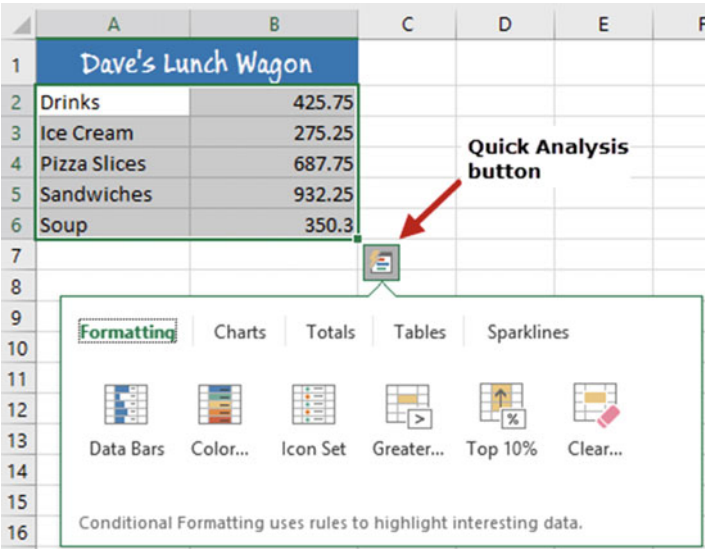 A B C D E F
1 Dave's Lunch Wagon
2 Drinks 425.75
3 Ice Cream 275.25
4 Pizza Slices 687.75
5 Sandwiches 932.25
6 Soup 350.3
Quick Analysis
button
7
8
9
Formatting Charts Totals Tables Sparklines
10
11
12
13
Data Bars Color... Icon Set Greater... Top 10% Clear...
14
15
Conditional Formatting uses rules to highlight interesting data.
16